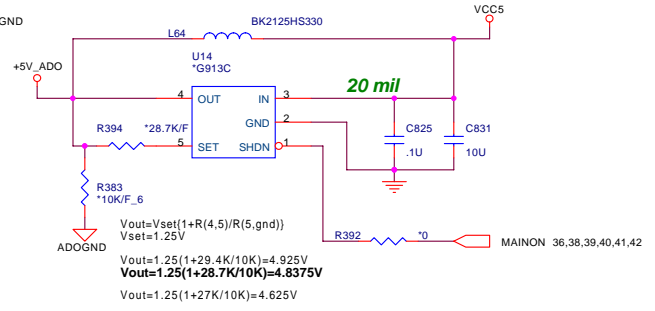 GND
L64
BK2125HS330
VCC5
+5V_ADO
U14
*G913C
20 mil
4
OUT
IN
3
GND
2
R394
*28.7K/F
5
SET
SHDN
1
C825
.1U
C831
10U
R383
*10K/F_6
ADOGND
Vout=Vset{1+R(4,5)/R(5,gnd)}
Vset=1.25V
Vout=1.25(1+29.4K/10K)=4.925V
Vout=1.25(1+28.7K/10K)=4.8375V
Vout=1.25(1+27K/10K)=4.625V
R392
*0
MAINON 36,38,39,40,41,42